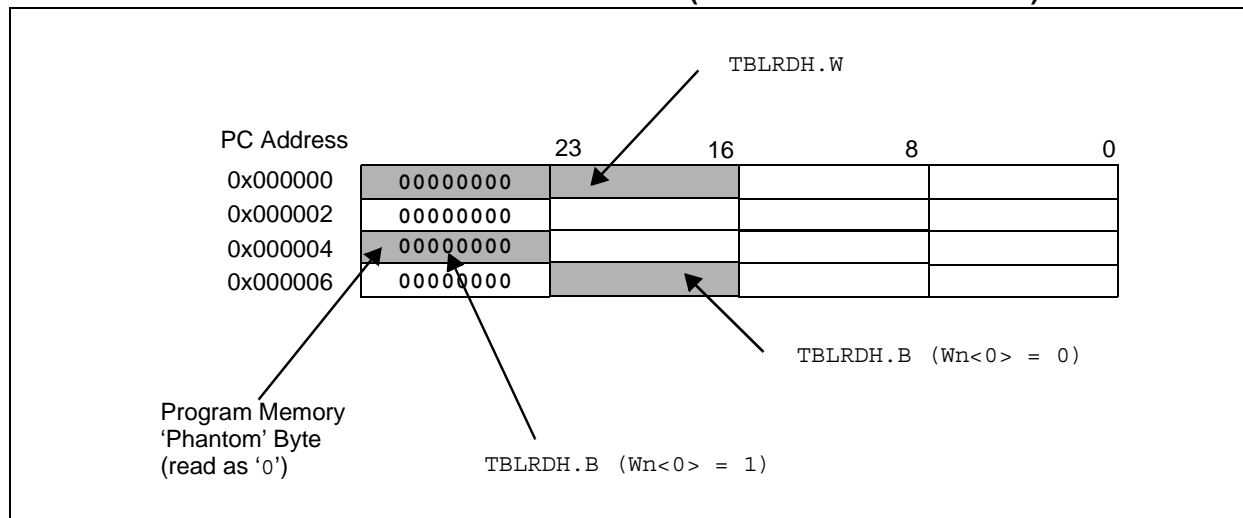 TBLRDH.W
PC Address
23 16 8 0
0x000000 00000000
0x000002 00000000
0x000004 00000000
0x000006 00000000
TBLRDH.B (Wn<0> = 0)
Program Memory
‘Phantom’ Byte
(read as ‘0’)
TBLRDH.B (Wn<0> = 1)